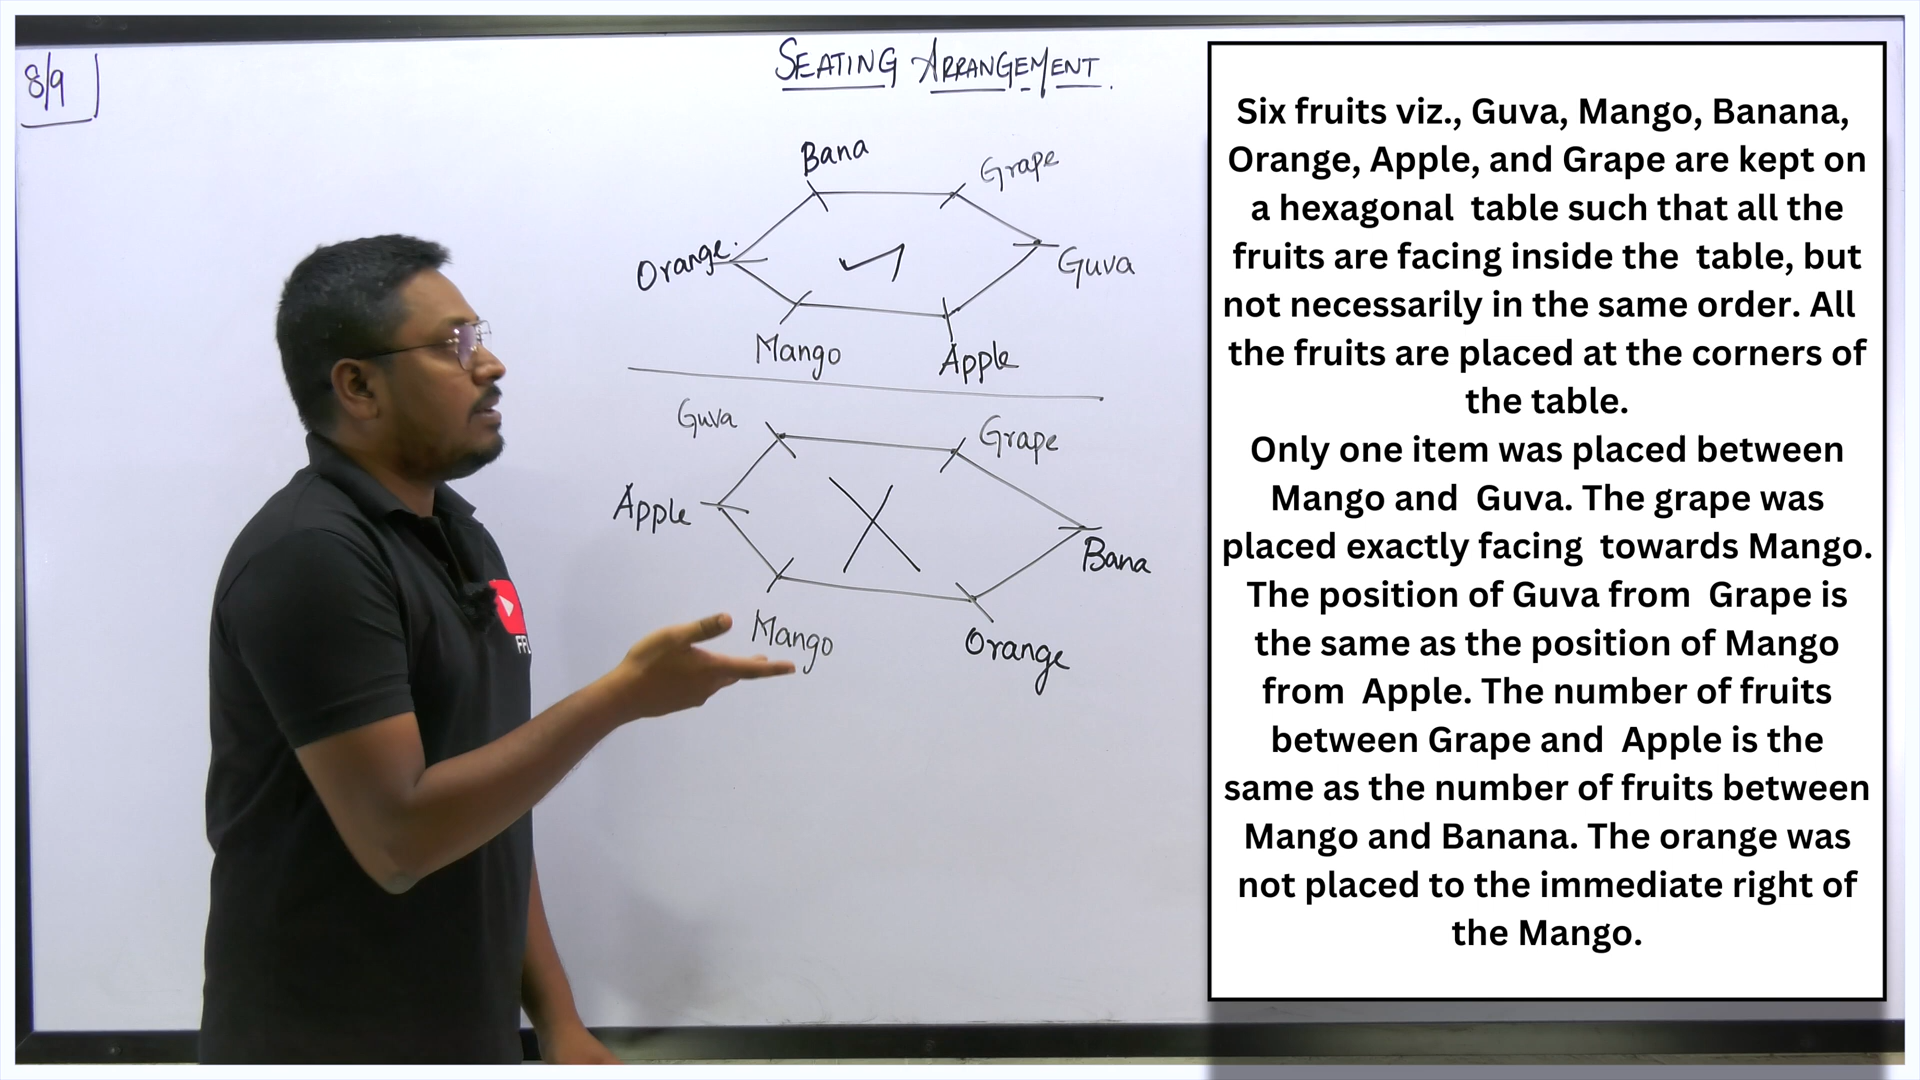 8/9
SEATING ARRANGEMENT.
Bana
Grape
Orange.
Guva
Mango
Apple
Guva
Grape
Apple
Bana
Mango
Orange
Six fruits viz., Guva, Mango, Banana,
Orange, Apple, and Grape are kept on
a hexagonal table such that all the
fruits are facing inside the table, but
not necessarily in the same order. All
the fruits are placed at the corners of
the table.
Only one item was placed between
Mango and Guva. The grape was
placed exactly facing towards Mango.
The position of Guva from Grape is
the same as the position of Mango
from Apple. The number of fruits
between Grape and Apple is the
same as the number of fruits between
Mango and Banana. The orange was
not placed to the immediate right of
the Mango.